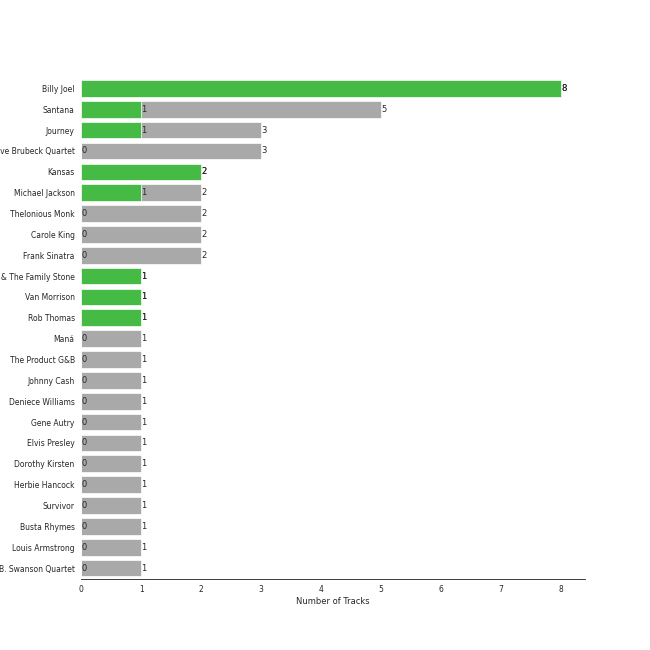 Billy Joel 8
Santana 1 5
Journey 1 3
ve Brubeck Quartet 0 3
Kansas 2
Michael Jackson 1 2
Thelonious Monk 0 2
Carole King 0 2
Frank Sinatra 0 2
& The Family Stone 1
Van Morrison 1
Rob Thomas 1
Maná 0 1
The Product G&B 0 1
Johnny Cash 0 1
Deniece Williams 0 1
Gene Autry 0 1
Elvis Presley 0 1
Dorothy Kirsten 0 1
Herbie Hancock 0 1
Survivor 0 1
Busta Rhymes 0 1
Louis Armstrong 0 1
B. Swanson Quartet 0 1
0 1 2 3 4 5 6 7 8
Number of Tracks